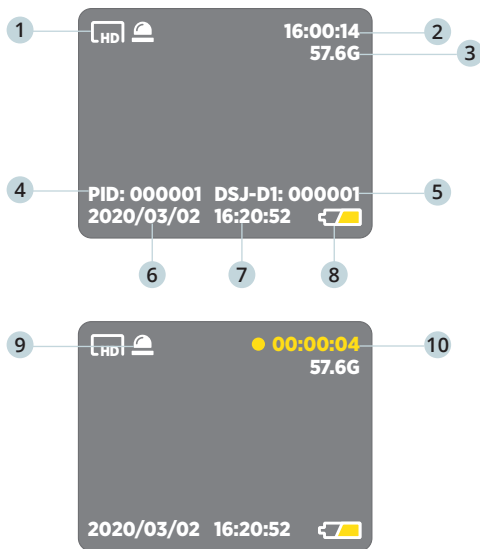 1 HD 16:00:14 2
57.6G 3
4 PID: 000001 DSJ-D1: 000001 5
2020/03/02 16:20:52
6 7 8
9 HD 00:00:04 10
57.6G
2020/03/02 16:20:52